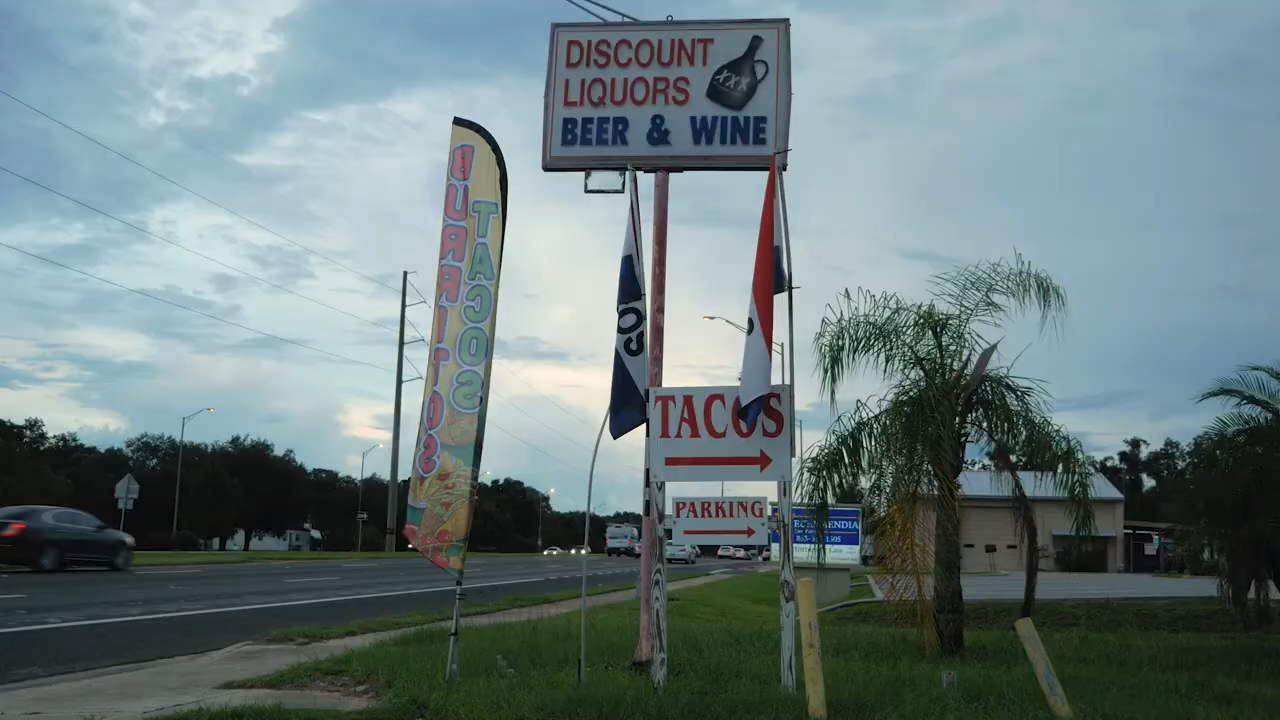 DISCOUNT
LIQUORS
XXX
BEER & WINE
BURRITOS
TACOS
TACOS
PARKING